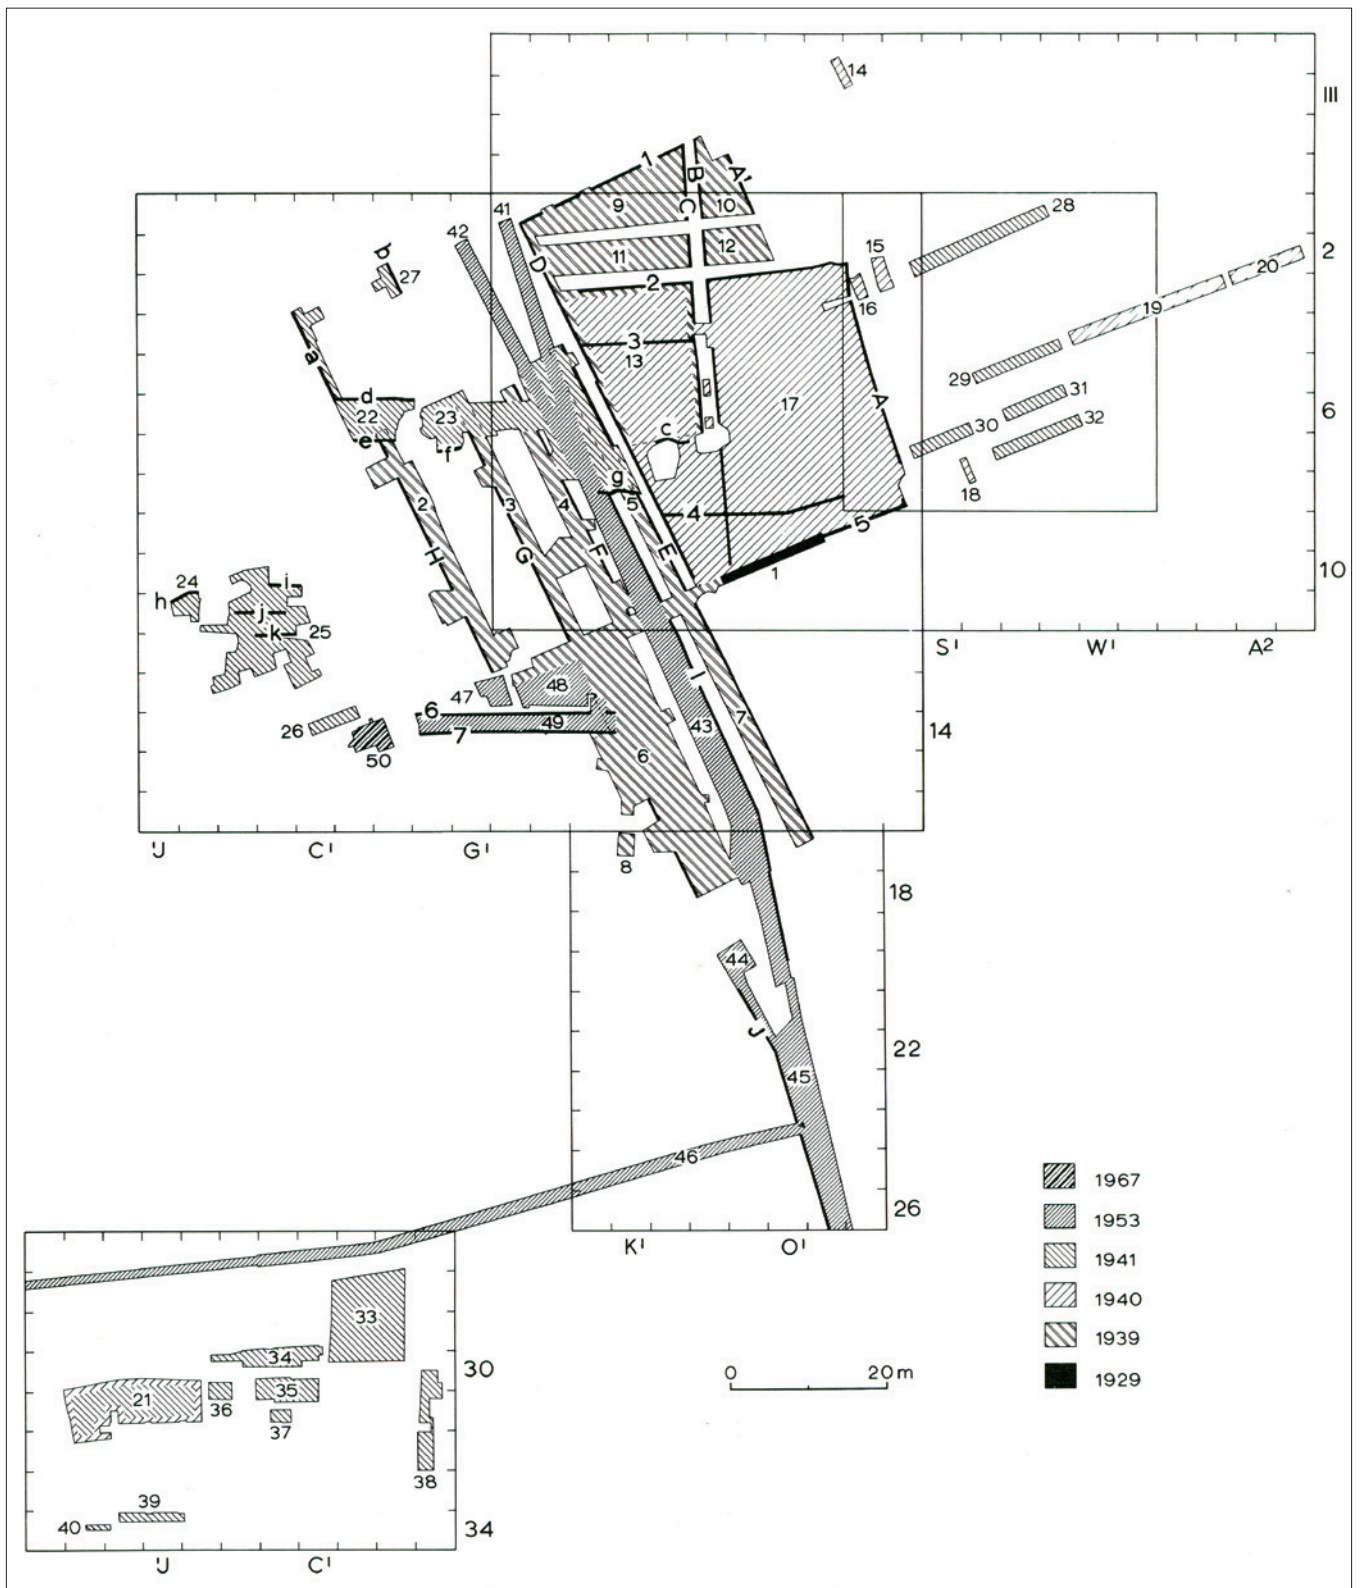 14
III
1
B
A'
9
C
10
41
42
D
11
12
15
28
2
b
27
2
16
20
19
a
3
13
17
A
29
31
6
d
22
23
e
f
c
30
32
g
18
2
3
4
5
4
5
H
G
F
E
1
10
24
h
i
j
k
25
S'
W'
A²
I
47
48
6
49
7
26
50
43
7
14
6
'J
C'
G'
8
18
44
J
22
45
46
26
K'
O'
1967
1953
1941
1940
1939
1929
0 20 m
33
34
30
21
36
35
37
38
39
40
34
'J
C'